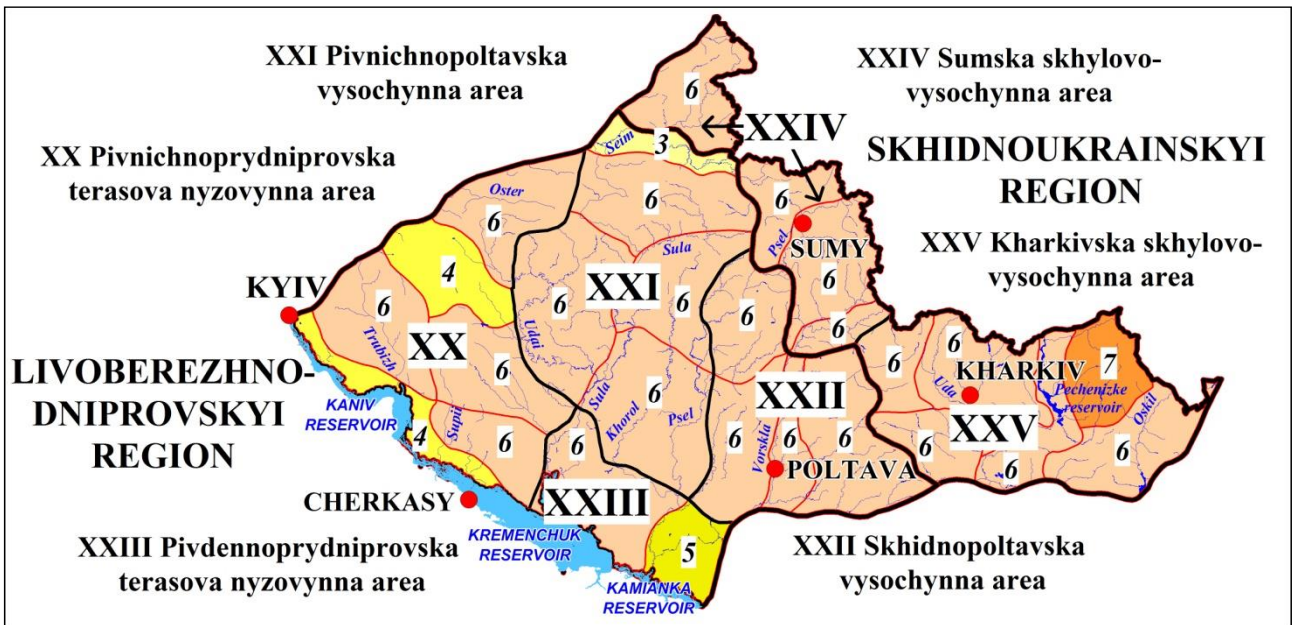 XXI Pivnichnopoltavska
vysochynna area
XXIV Sumska skhylovo-
vysochynna area
6
XXIV
SKHIDNOUKRAINSKYI
REGION
XX Pivnichnoprydniprovska
terasova nyzovynna area
Seim
3
Oster
6
6
6
Psel
SUMY
XXV Kharkivska skhylovo-
vysochynna area
Sula
4
6
KYIV
6
XXI
6
6
6
6
6
6
7
Trubizh
XX
Udai
KHARKIV
Uda
Pechenizke
reservoir
Oskil
LIVOBEREZHNO-
DNIPROVSKYI
REGION
KANIV
RESERVOIR
6
Sula
6
XXII
XXV
Khorol
Psel
4
Supii
6
6
6
Vorskla
6
6
6
6
6
POLTAVA
CHERKASY
XXIII
KREMENCHUK
RESERVOIR
5
XXIII Pivdennoprydniprovska
terasova nyzovynna area
KAMIANKA
RESERVOIR
XXII Skhidnopoltavska
vysochynna area